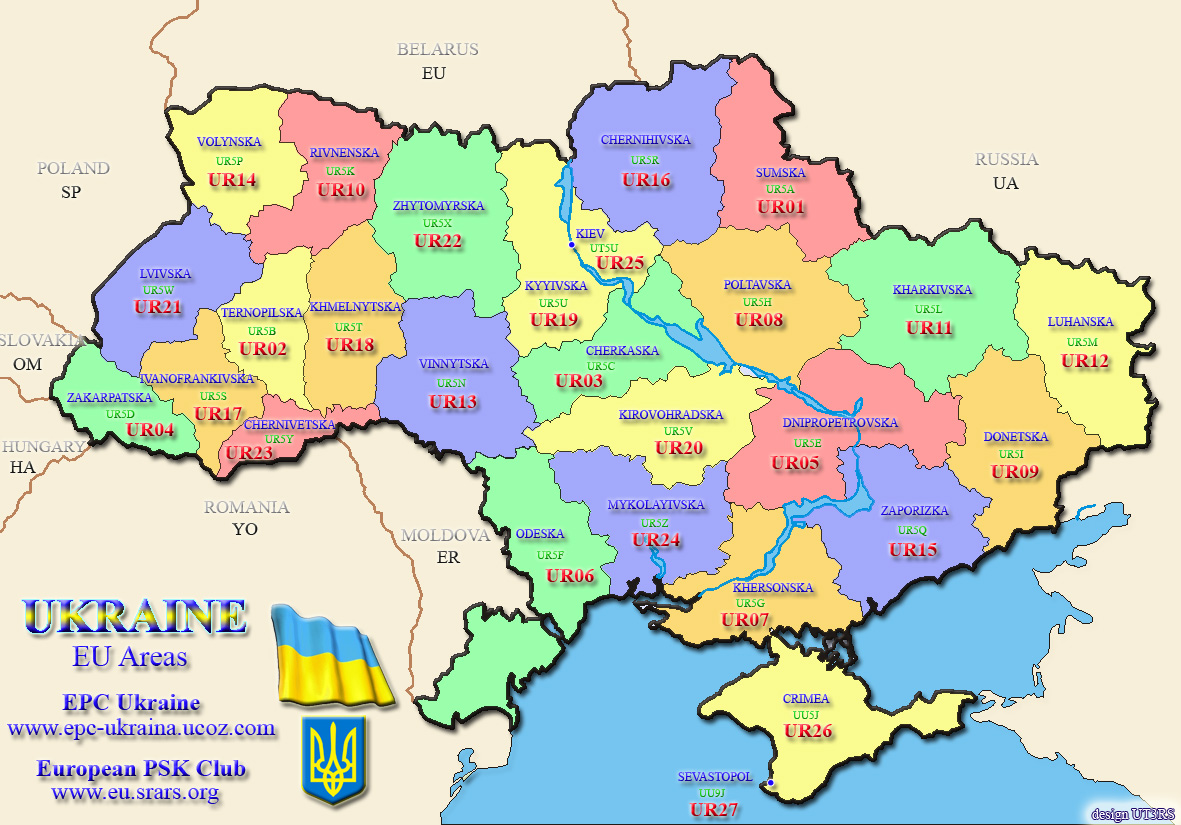 BELARUS
EU
POLAND
SP
RUSSIA
UA
SLOVAKIA
OM
HUNGARY
HA
ROMANIA
YO
MOLDOVA
ER
VOLYNSKA
UR5P
UR14
RIVNENSKA
UR5K
UR10
ZHYTOMYRSKA
UR5X
UR22
CHERNIHIVSKA
UR5R
UR16
SUMSKA
UR5A
UR01
KIEV
UT5U
UR25
KYYIVSKA
UR5U
UR19
LVIVSKA
UR5W
UR21
TERNOPILSKA
UR5B
UR02
KHMELNYTSKA
UR5T
UR18
POLTAVSKA
UR5H
UR08
KHARKIVSKA
UR5L
UR11
LUHANSKA
UR5M
UR12
VINNYTSKA
UR5N
UR13
CHERKASKA
UR5C
UR03
ZAKARPATSKA
UR5D
UR04
IVANOFRANKIVSKA
UR5S
UR17
CHERNIVETSKA
UR5Y
UR23
KIROVOHRADSKA
UR5V
UR20
DNIPROPETROVSKA
UR5E
UR05
DONETSKA
UR5I
UR09
ODESKA
UR5F
UR06
MYKOLAYIVSKA
UR5Z
UR24
ZAPORIZKA
UR5Q
UR15
KHERSONSKA
UR5G
UR07
CRIMEA
UU5J
UR26
SEVASTOPOL
UU9J
UR27
UKRAINE
EU Areas
EPC Ukraine
www.epc-ukraina.ucoz.com
European PSK Club
www.eu.srars.org
design UT3RS